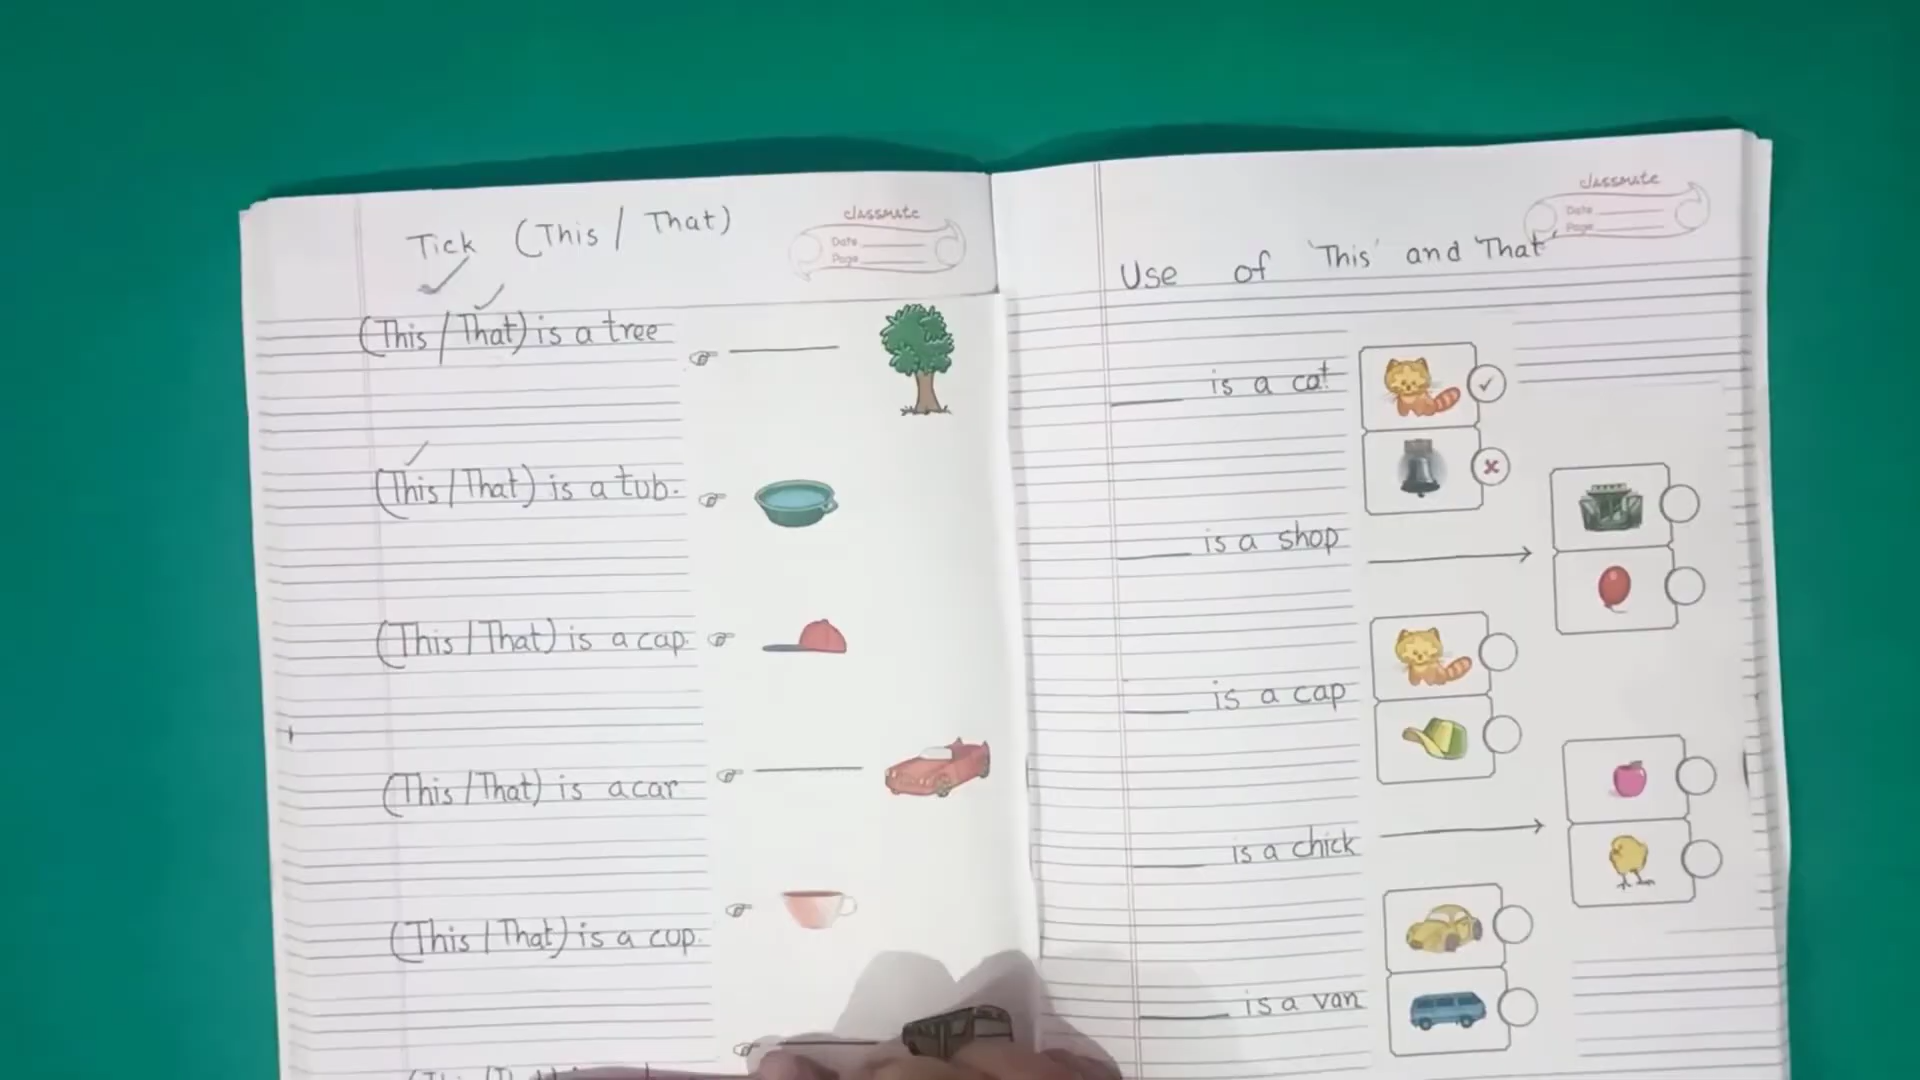 Tick (This / That)
classmate
Date
Page
(This / That) is a tree
(This / That) is a tub.
(This / That) is a cap.
(This / That) is a car
(This / That) is a cup.
classmate
Date
Page
Use of 'This' and 'That'
is a cat
is a shop
is a cap
is a chick
is a van